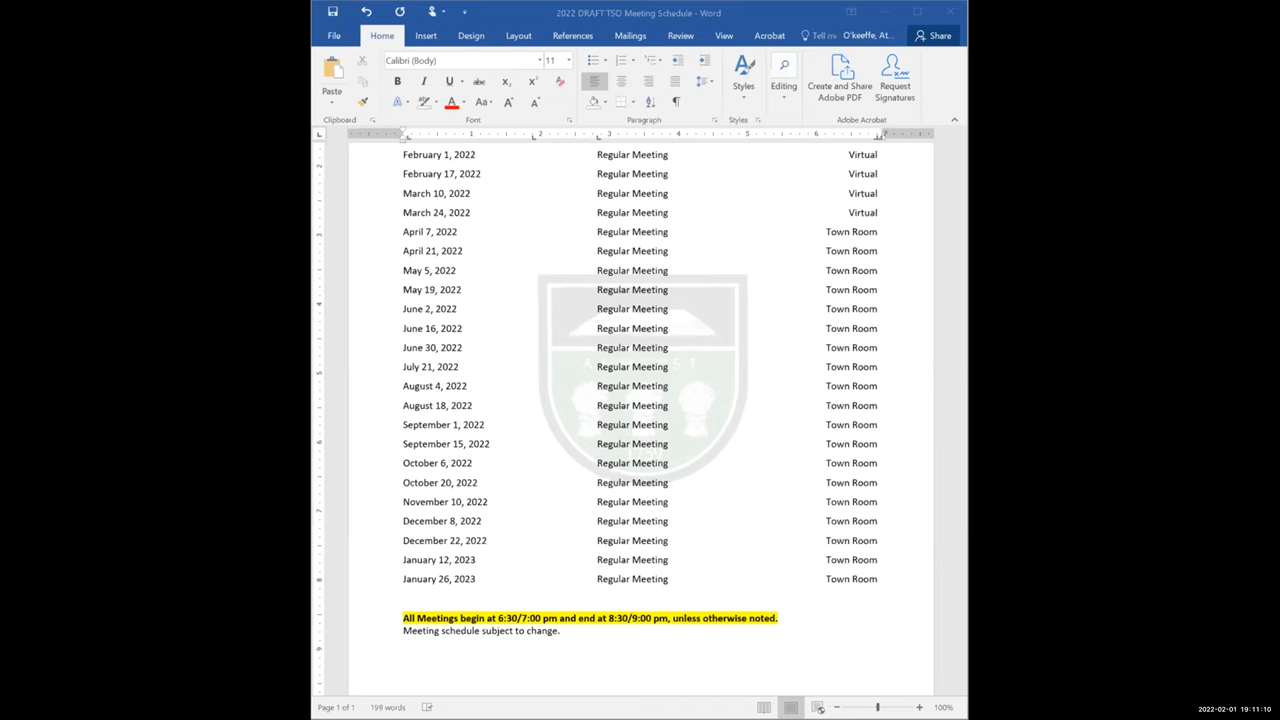 2022 DRAFT TSO Meeting Schedule - Word
File Home Insert Design Layout References Mailings Review View Acrobat Tell me O'keeffe, At... Share
Calibri (Body) 11
Paste
Styles
Editing
Create and Share Adobe PDF
Request Signatures
Clipboard Font Paragraph Styles Adobe Acrobat
1 2 3 4 5 6 7
February 1, 2022 Regular Meeting Virtual
February 17, 2022 Regular Meeting Virtual
March 10, 2022 Regular Meeting Virtual
March 24, 2022 Regular Meeting Virtual
April 7, 2022 Regular Meeting Town Room
April 21, 2022 Regular Meeting Town Room
May 5, 2022 Regular Meeting Town Room
May 19, 2022 Regular Meeting Town Room
June 2, 2022 Regular Meeting Town Room
June 16, 2022 Regular Meeting Town Room
June 30, 2022 Regular Meeting Town Room
July 21, 2022 Regular Meeting Town Room
August 4, 2022 Regular Meeting Town Room
August 18, 2022 Regular Meeting Town Room
September 1, 2022 Regular Meeting Town Room
September 15, 2022 Regular Meeting Town Room
October 6, 2022 Regular Meeting Town Room
October 20, 2022 Regular Meeting Town Room
November 10, 2022 Regular Meeting Town Room
December 8, 2022 Regular Meeting Town Room
December 22, 2022 Regular Meeting Town Room
January 12, 2023 Regular Meeting Town Room
January 26, 2023 Regular Meeting Town Room
All Meetings begin at 6:30/7:00 pm and end at 8:30/9:00 pm, unless otherwise noted.
Meeting schedule subject to change.
Page 1 of 1 199 words 100%
2022-02-01 19:11:10